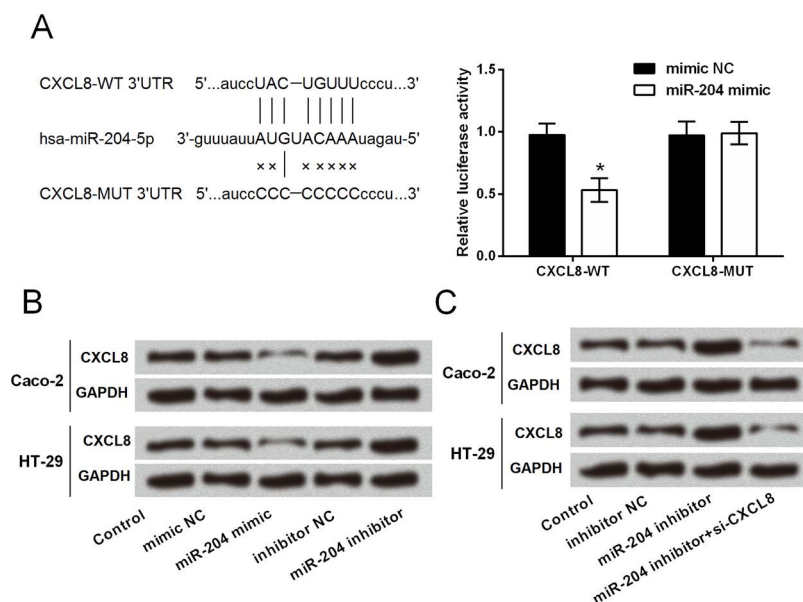 A
CXCL8-WT 3'UTR 5'...auccUAC–UGUUUcccu...3'
hsa-miR-204-5p 3'-guuuauuAUGUACAAAuagau-5'
×× ×××××
CXCL8-MUT 3'UTR 5'...auccCCC–CCCCCcccu...3'
mimic NC
miR-204 mimic
Relative luciferase activity
1.5
1.0
0.5
0.0
*
CXCL8-WT CXCL8-MUT
B
Caco-2
CXCL8
GAPDH
HT-29
CXCL8
GAPDH
Control
mimic NC
miR-204 mimic
inhibitor NC
miR-204 inhibitor
C
Caco-2
CXCL8
GAPDH
HT-29
CXCL8
GAPDH
Control
inhibitor NC
miR-204 inhibitor
miR-204 inhibitor+si-CXCL8